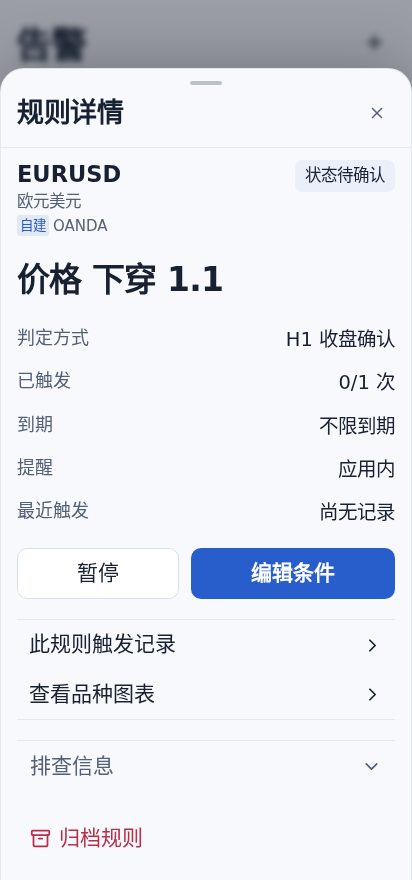 告警
规则详情
EURUSD
状态待确认
欧元美元
自建 OANDA
价格 下穿 1.1
判定方式 H1 收盘确认
已触发 0/1 次
到期 不限到期
提醒 应用内
最近触发 尚无记录
暂停 编辑条件
此规则触发记录
查看品种图表
排查信息
归档规则